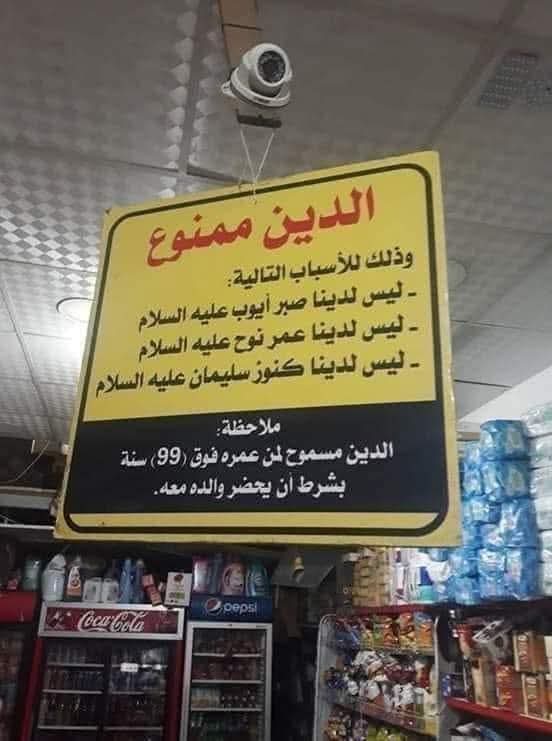 الدين ممنوع
وذلك للأسباب التالية:
- ليس لدينا صبر أيوب عليه السلام
- ليس لدينا عمر نوح عليه السلام
- ليس لدينا كنوز سليمان عليه السلام
ملاحظة:
الدين مسموح لمن عمره فوق (99) سنة
بشرط أن يحضر والده معه.
pepsi
Coca-Cola